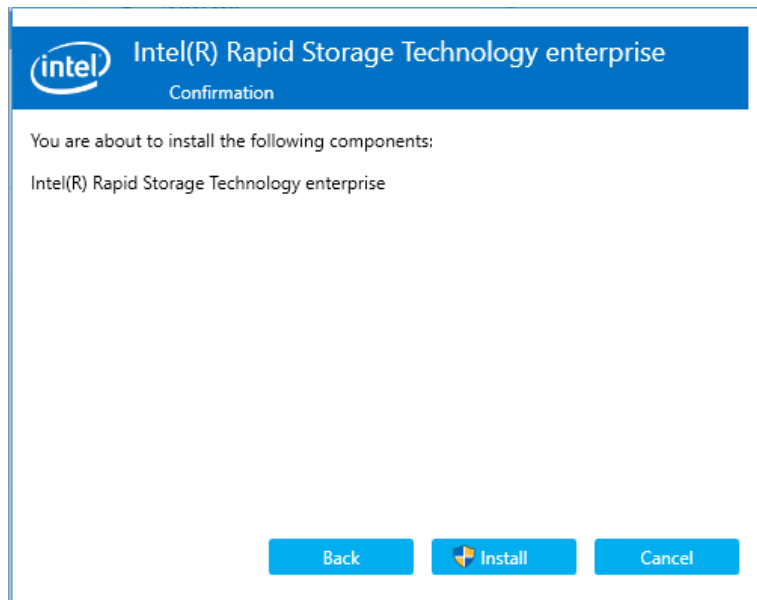 intel
Intel(R) Rapid Storage Technology enterprise
Confirmation
You are about to install the following components:
Intel(R) Rapid Storage Technology enterprise
Back
Install
Cancel